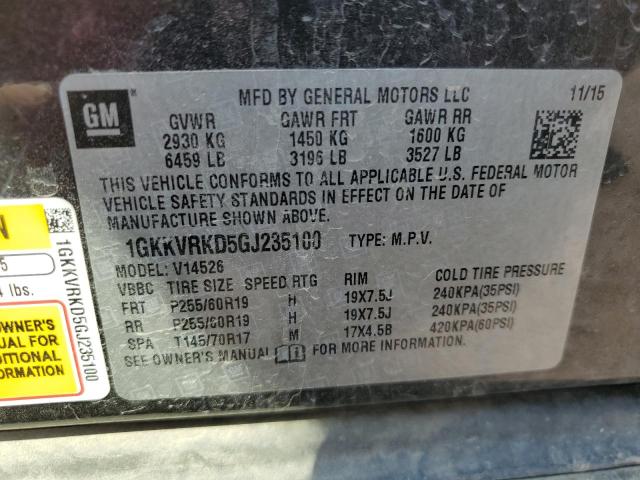 GM
MFD BY GENERAL MOTORS LLC
11/15
GVWR GAWR FRT GAWR RR
2930 KG 1450 KG 1600 KG
6459 LB 3196 LB 3527 LB
THIS VEHICLE CONFORMS TO ALL APPLICABLE U.S. FEDERAL MOTOR
VEHICLE SAFETY STANDARDS IN EFFECT ON THE DATE OF
MANUFACTURE SHOWN ABOVE.
1GKKVRKD5GJ235100 TYPE: M.P.V.
MODEL: V14526
VBBC TIRE SIZE SPEED RTG RIM COLD TIRE PRESSURE
FRT P255/60R19 H 19X7.5J 240KPA(35PSI)
RR P255/60R19 H 19X7.5J 240KPA(35PSI)
SPA T145/70R17 M 17X4.5B 420KPA(60PSI)
SEE OWNER'S MANUAL FOR MORE INFORMATION.
N
5
lbs.
1GKKVRKD5GJ235100
OWNER'S
UAL FOR
DITIONAL
ORMATION